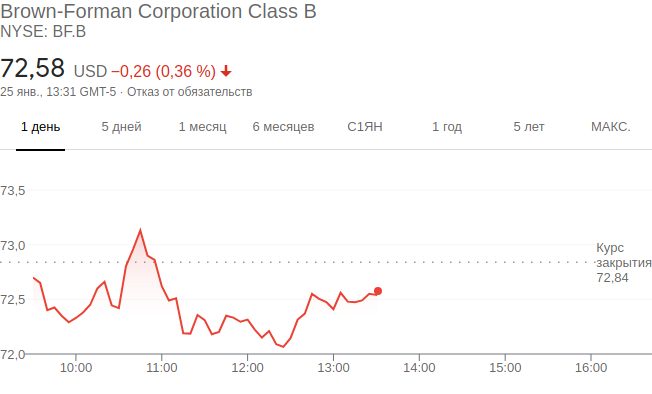 Brown-Forman Corporation Class B
NYSE: BF.B
72,58 USD −0,26 (0,36 %)
25 янв., 13:31 GMT-5 · Отказ от обязательств
1 день 5 дней 1 месяц 6 месяцев С1ЯН 1 год 5 лет МАКС.
73,5
73,0
Курс
закрытия
72,84
72,5
72,0
10:00 11:00 12:00 13:00 14:00 15:00 16:00